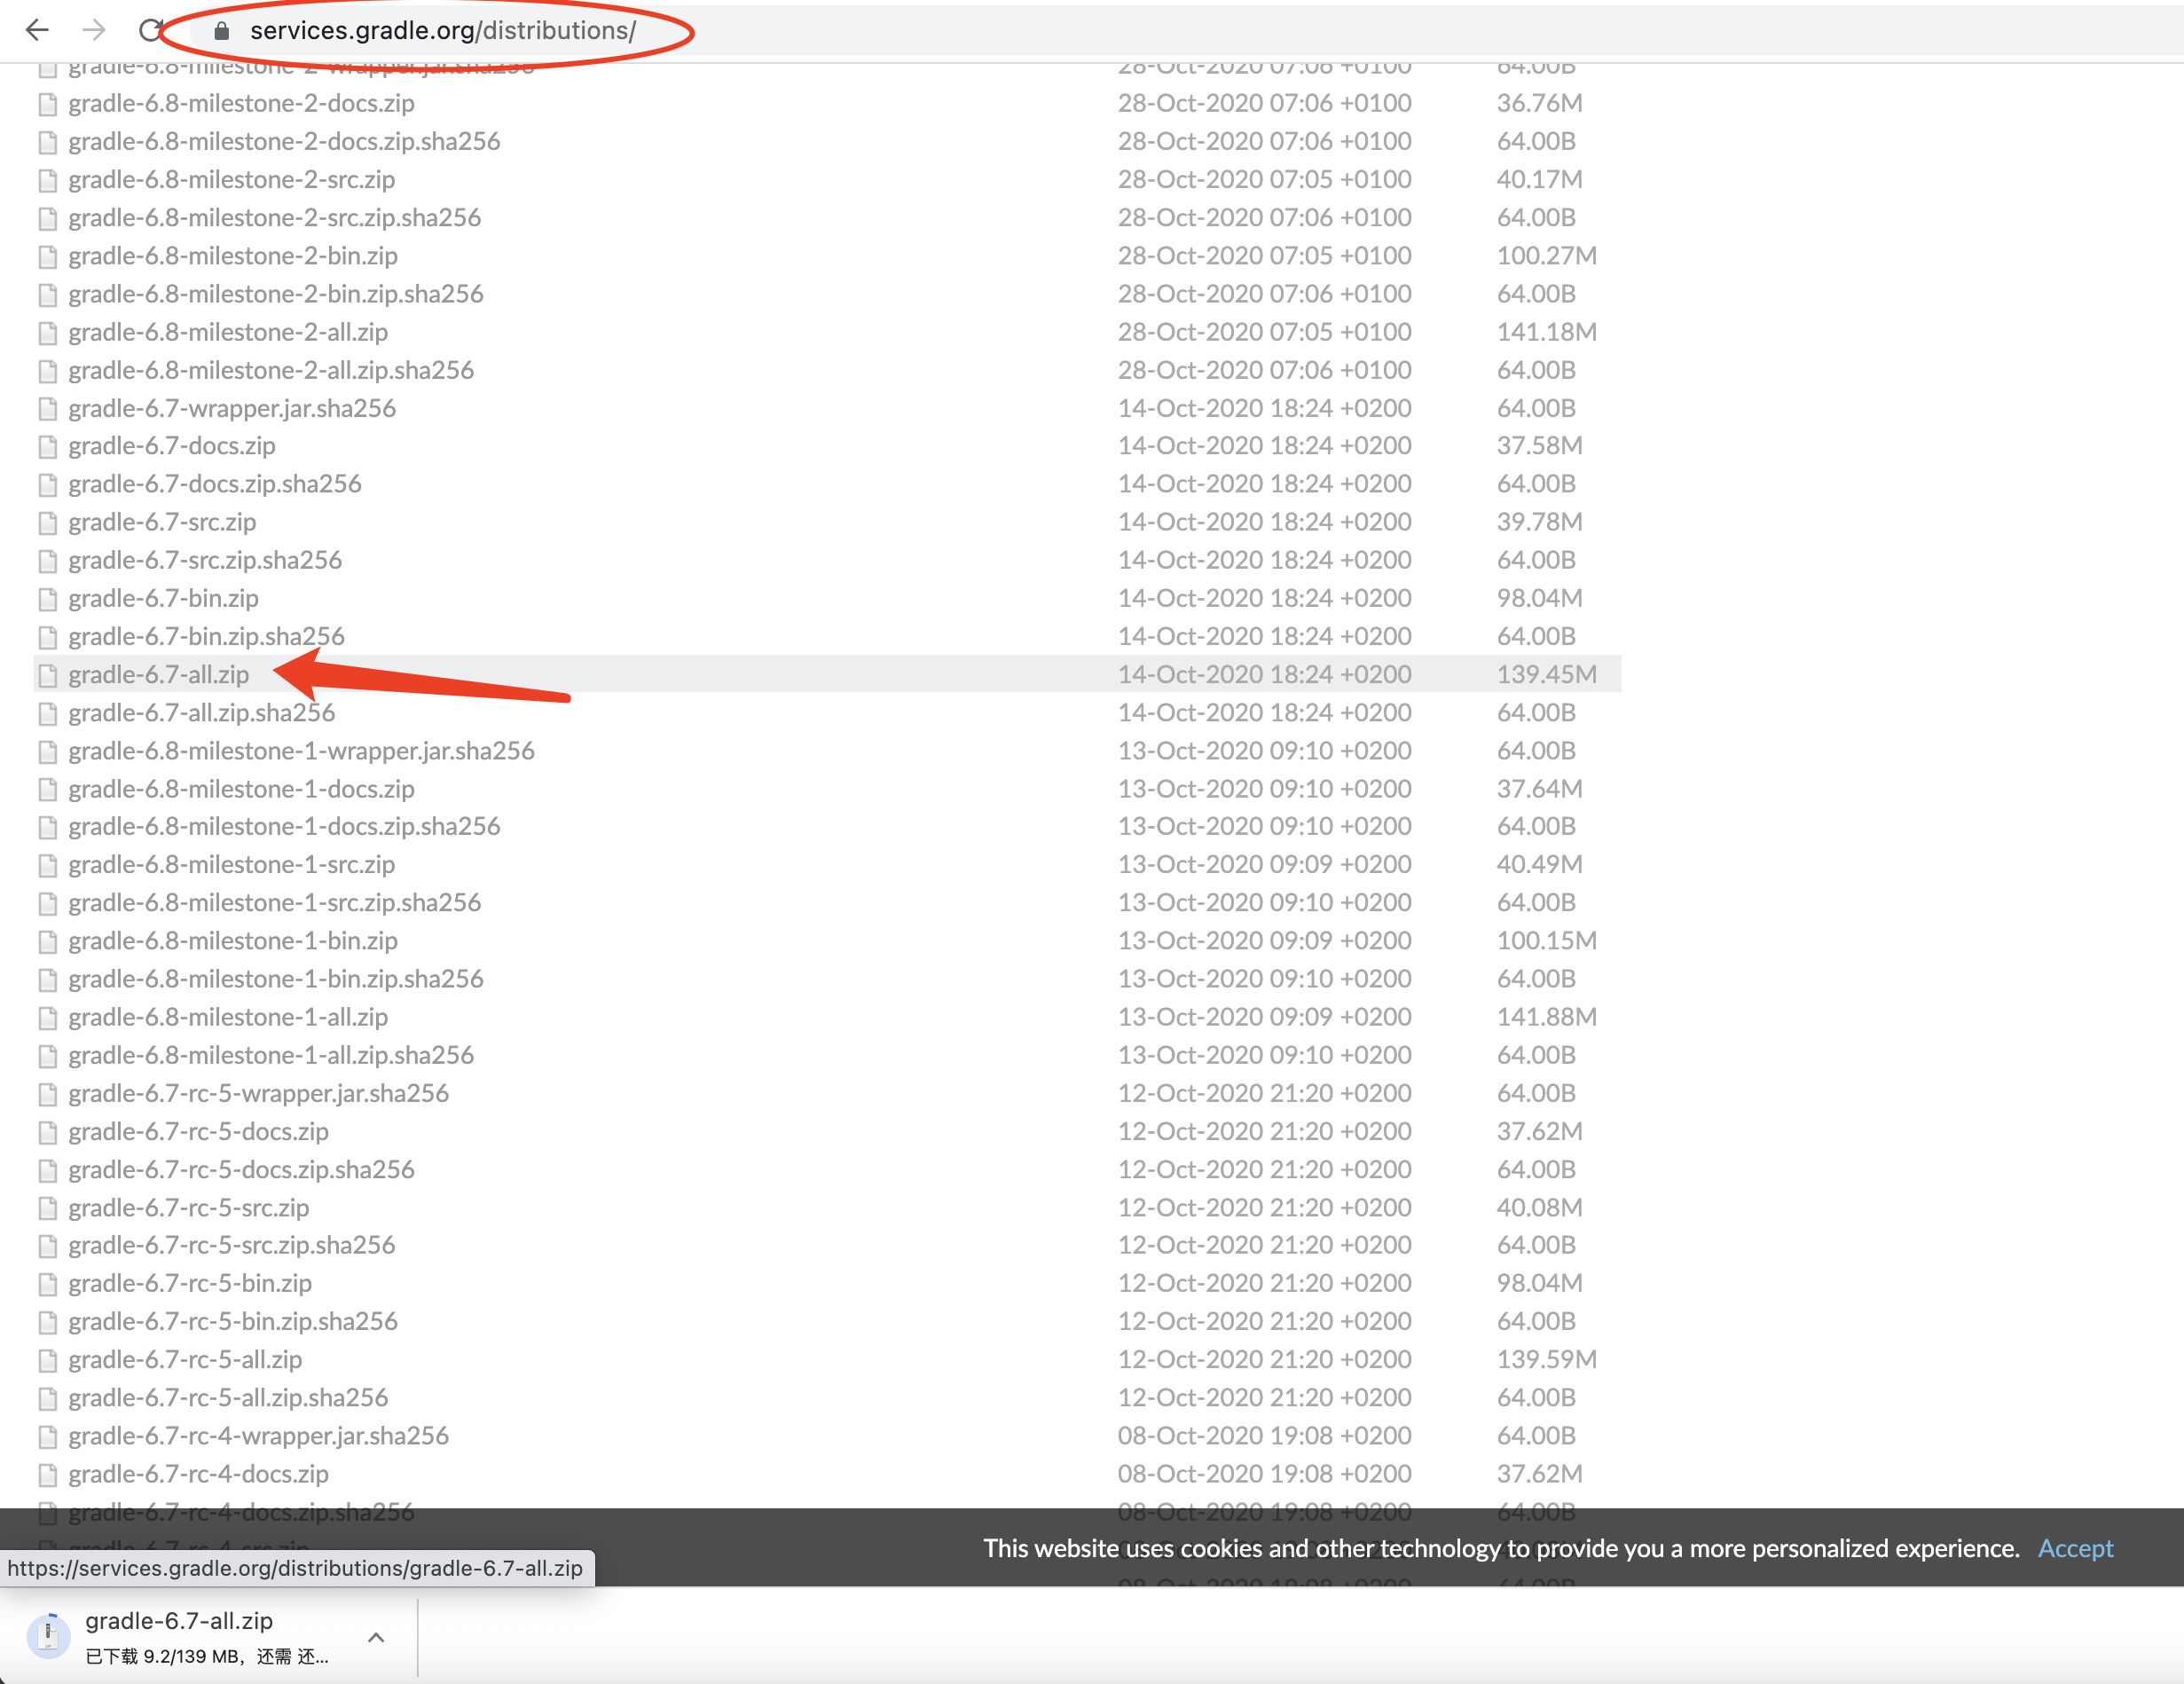 services.gradle.org/distributions/
gradle-6.8-milestone-2-wrapper.jar.sha256 28-Oct-2020 07:06 +0100 64.00B
gradle-6.8-milestone-2-docs.zip 28-Oct-2020 07:06 +0100 36.76M
gradle-6.8-milestone-2-docs.zip.sha256 28-Oct-2020 07:06 +0100 64.00B
gradle-6.8-milestone-2-src.zip 28-Oct-2020 07:05 +0100 40.17M
gradle-6.8-milestone-2-src.zip.sha256 28-Oct-2020 07:06 +0100 64.00B
gradle-6.8-milestone-2-bin.zip 28-Oct-2020 07:05 +0100 100.27M
gradle-6.8-milestone-2-bin.zip.sha256 28-Oct-2020 07:06 +0100 64.00B
gradle-6.8-milestone-2-all.zip 28-Oct-2020 07:05 +0100 141.18M
gradle-6.8-milestone-2-all.zip.sha256 28-Oct-2020 07:06 +0100 64.00B
gradle-6.7-wrapper.jar.sha256 14-Oct-2020 18:24 +0200 64.00B
gradle-6.7-docs.zip 14-Oct-2020 18:24 +0200 37.58M
gradle-6.7-docs.zip.sha256 14-Oct-2020 18:24 +0200 64.00B
gradle-6.7-src.zip 14-Oct-2020 18:24 +0200 39.78M
gradle-6.7-src.zip.sha256 14-Oct-2020 18:24 +0200 64.00B
gradle-6.7-bin.zip 14-Oct-2020 18:24 +0200 98.04M
gradle-6.7-bin.zip.sha256 14-Oct-2020 18:24 +0200 64.00B
gradle-6.7-all.zip 14-Oct-2020 18:24 +0200 139.45M
gradle-6.7-all.zip.sha256 14-Oct-2020 18:24 +0200 64.00B
gradle-6.8-milestone-1-wrapper.jar.sha256 13-Oct-2020 09:10 +0200 64.00B
gradle-6.8-milestone-1-docs.zip 13-Oct-2020 09:10 +0200 37.64M
gradle-6.8-milestone-1-docs.zip.sha256 13-Oct-2020 09:10 +0200 64.00B
gradle-6.8-milestone-1-src.zip 13-Oct-2020 09:09 +0200 40.49M
gradle-6.8-milestone-1-src.zip.sha256 13-Oct-2020 09:10 +0200 64.00B
gradle-6.8-milestone-1-bin.zip 13-Oct-2020 09:09 +0200 100.15M
gradle-6.8-milestone-1-bin.zip.sha256 13-Oct-2020 09:10 +0200 64.00B
gradle-6.8-milestone-1-all.zip 13-Oct-2020 09:09 +0200 141.88M
gradle-6.8-milestone-1-all.zip.sha256 13-Oct-2020 09:10 +0200 64.00B
gradle-6.7-rc-5-wrapper.jar.sha256 12-Oct-2020 21:20 +0200 64.00B
gradle-6.7-rc-5-docs.zip 12-Oct-2020 21:20 +0200 37.62M
gradle-6.7-rc-5-docs.zip.sha256 12-Oct-2020 21:20 +0200 64.00B
gradle-6.7-rc-5-src.zip 12-Oct-2020 21:20 +0200 40.08M
gradle-6.7-rc-5-src.zip.sha256 12-Oct-2020 21:20 +0200 64.00B
gradle-6.7-rc-5-bin.zip 12-Oct-2020 21:20 +0200 98.04M
gradle-6.7-rc-5-bin.zip.sha256 12-Oct-2020 21:20 +0200 64.00B
gradle-6.7-rc-5-all.zip 12-Oct-2020 21:20 +0200 139.59M
gradle-6.7-rc-5-all.zip.sha256 12-Oct-2020 21:20 +0200 64.00B
gradle-6.7-rc-4-wrapper.jar.sha256 08-Oct-2020 19:08 +0200 64.00B
gradle-6.7-rc-4-docs.zip 08-Oct-2020 19:08 +0200 37.62M
gradle-6.7-rc-4-docs.zip.sha256 08-Oct-2020 19:08 +0200 64.00B
gradle-6.7-rc-4-src.zip
This website uses cookies and other technology to provide you a more personalized experience. Accept
https://services.gradle.org/distributions/gradle-6.7-all.zip
08-Oct-2020 19:08 +0200 64.00B
gradle-6.7-all.zip
已下载 9.2/139 MB，还需 还...